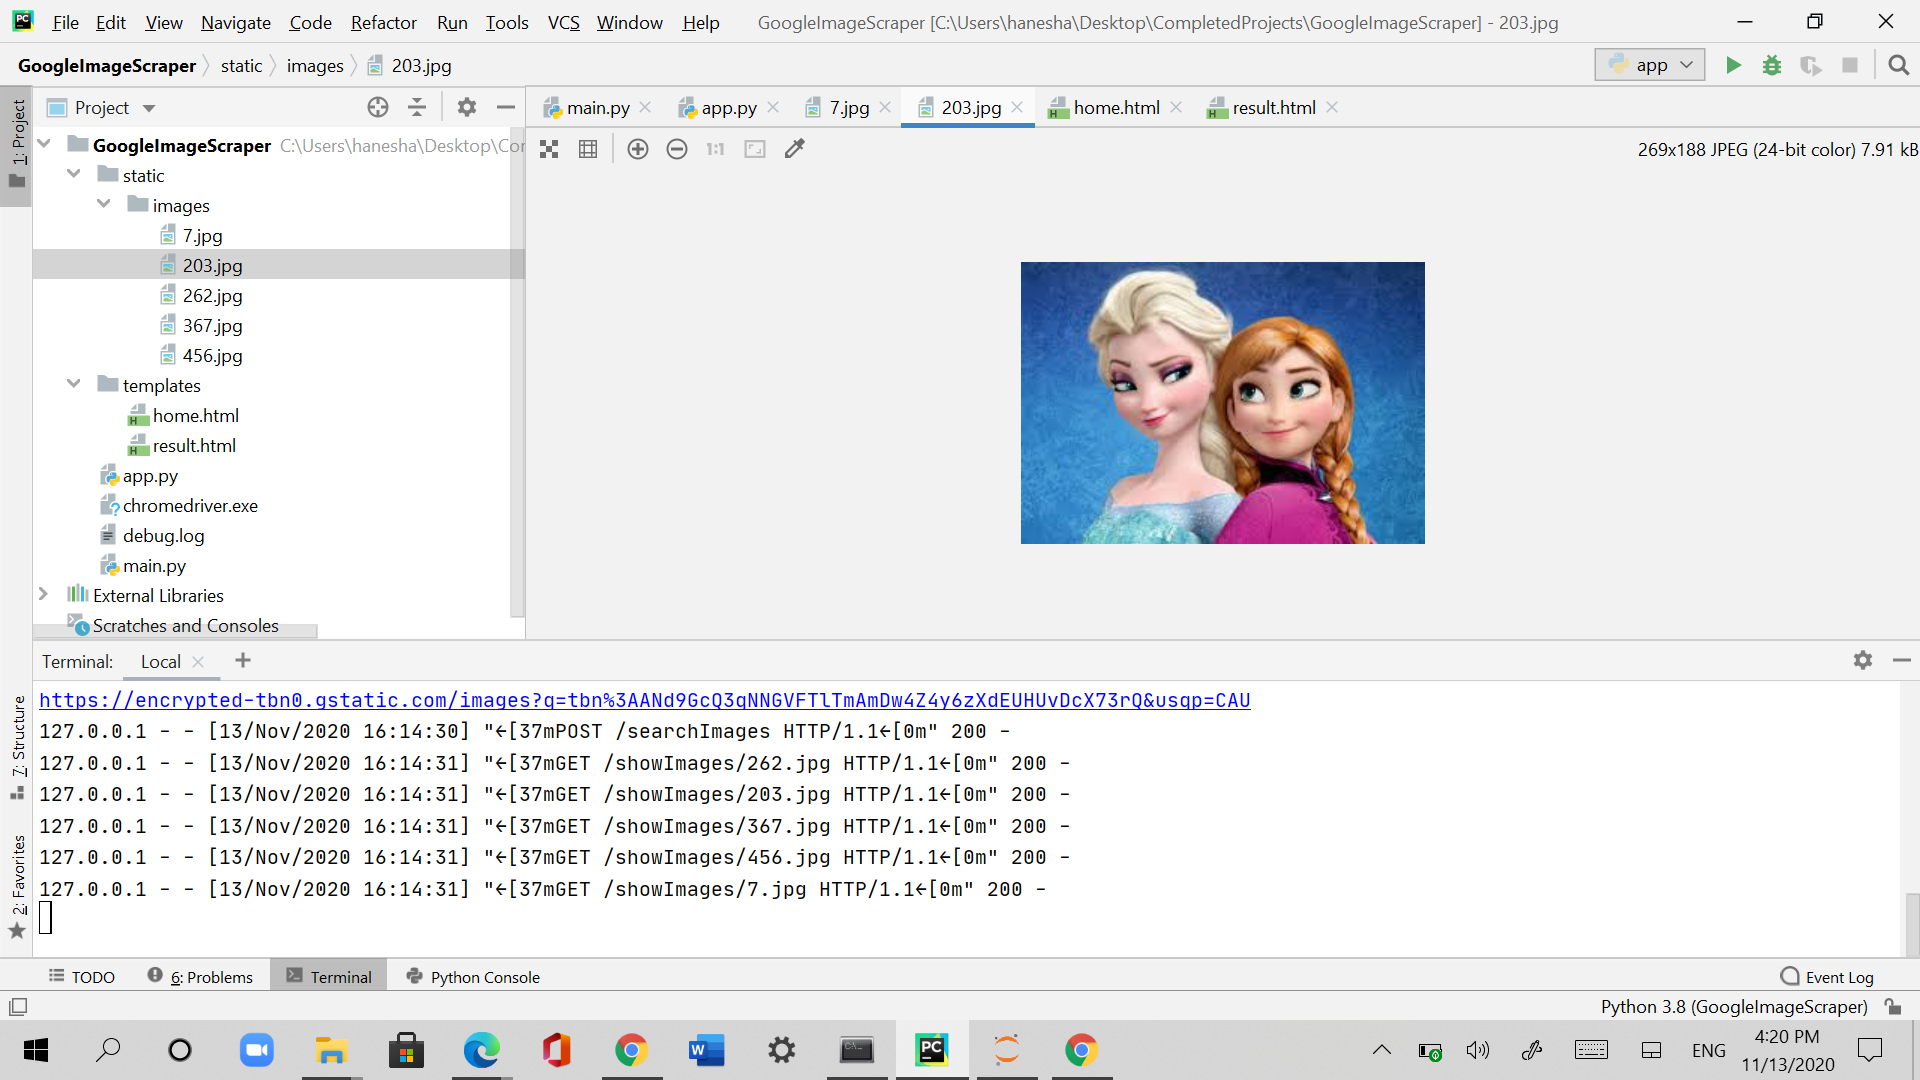 File Edit View Navigate Code Refactor Run Tools VCS Window Help GoogleImageScraper [C:\Users\hanesha\Desktop\CompletedProjects\GoogleImageScraper] - 203.jpg
GoogleImageScraper static images 203.jpg app
1: Project
Project
main.py app.py 7.jpg 203.jpg home.html result.html
1:1 269x188 JPEG (24-bit color) 7.91 kB
GoogleImageScraper C:\Users\hanesha\Desktop\Co
static
images
7.jpg
203.jpg
262.jpg
367.jpg
456.jpg
templates
home.html
result.html
app.py
chromedriver.exe
debug.log
main.py
External Libraries
Scratches and Consoles
Terminal: Local
7: Structure
2: Favorites
https://encrypted-tbn0.gstatic.com/images?q=tbn%3AANd9GcQ3qNNGVFTlTmAmDw4Z4y6zXdEUHUvDcX73rQ&usqp=CAU
127.0.0.1 - - [13/Nov/2020 16:14:30] "←[37mPOST /searchImages HTTP/1.1←[0m" 200 -
127.0.0.1 - - [13/Nov/2020 16:14:31] "←[37mGET /showImages/262.jpg HTTP/1.1←[0m" 200 -
127.0.0.1 - - [13/Nov/2020 16:14:31] "←[37mGET /showImages/203.jpg HTTP/1.1←[0m" 200 -
127.0.0.1 - - [13/Nov/2020 16:14:31] "←[37mGET /showImages/367.jpg HTTP/1.1←[0m" 200 -
127.0.0.1 - - [13/Nov/2020 16:14:31] "←[37mGET /showImages/456.jpg HTTP/1.1←[0m" 200 -
127.0.0.1 - - [13/Nov/2020 16:14:31] "←[37mGET /showImages/7.jpg HTTP/1.1←[0m" 200 -
TODO 6: Problems Terminal Python Console Event Log
Python 3.8 (GoogleImageScraper)
ENG 4:20 PM
11/13/2020